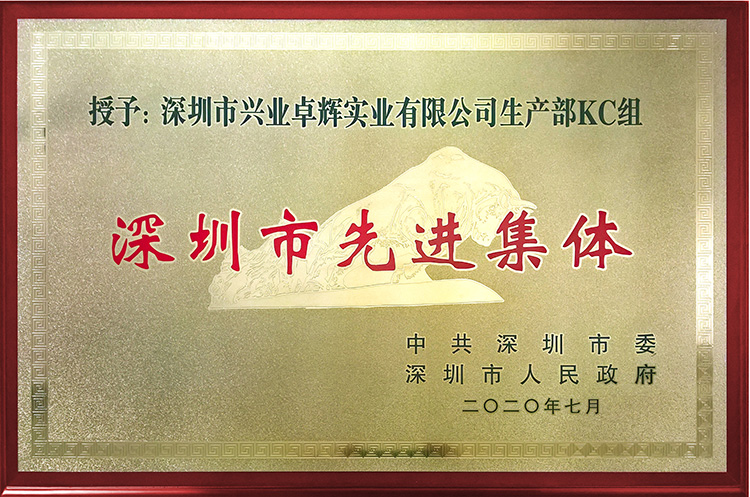 授予：深圳市兴业卓辉实业有限公司生产部KC组
深圳市先进集体
中共深圳市委
深圳市人民政府
二〇二〇年七月